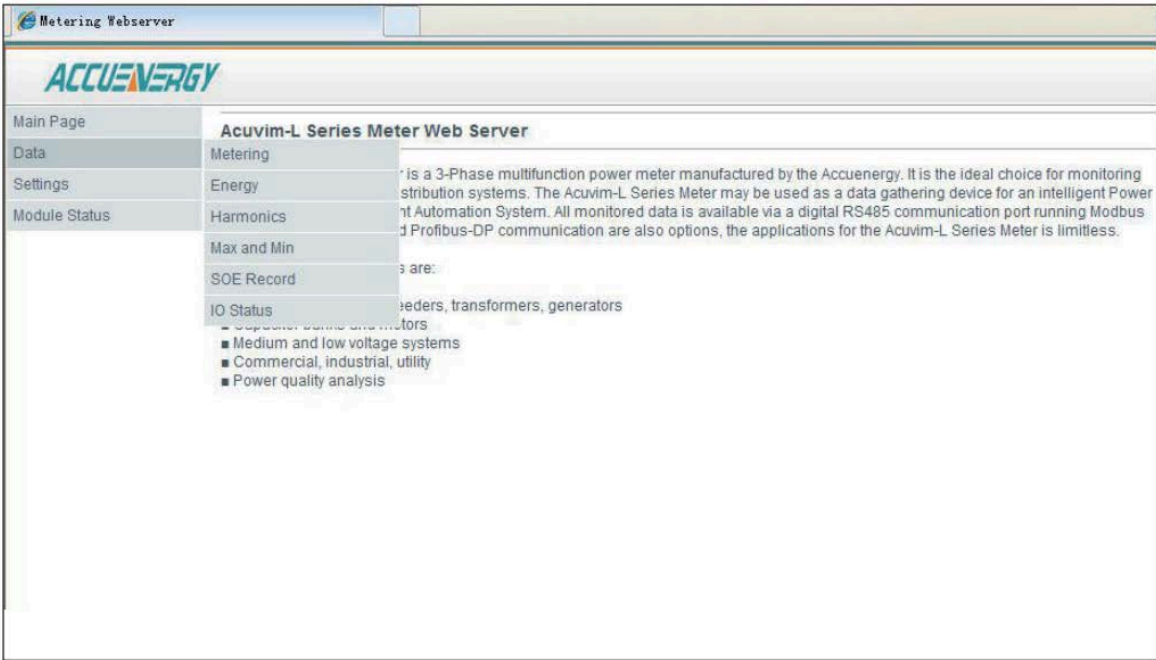 Metering Webserver
ACCUENERGY
Main Page
Data
Settings
Module Status
Metering
Energy
Harmonics
Max and Min
SOE Record
IO Status
Acuvim-L Series Meter Web Server
is a 3-Phase multifunction power meter manufactured by the Accuenergy. It is the ideal choice for monitoring
stribution systems. The Acuvim-L Series Meter may be used as a data gathering device for an intelligent Power
nt Automation System. All monitored data is available via a digital RS485 communication port running Modbus
d Profibus-DP communication are also options, the applications for the Acuvim-L Series Meter is limitless.
s are:
eeders, transformers, generators
■ Medium and low voltage systems
■ Commercial, industrial, utility
■ Power quality analysis